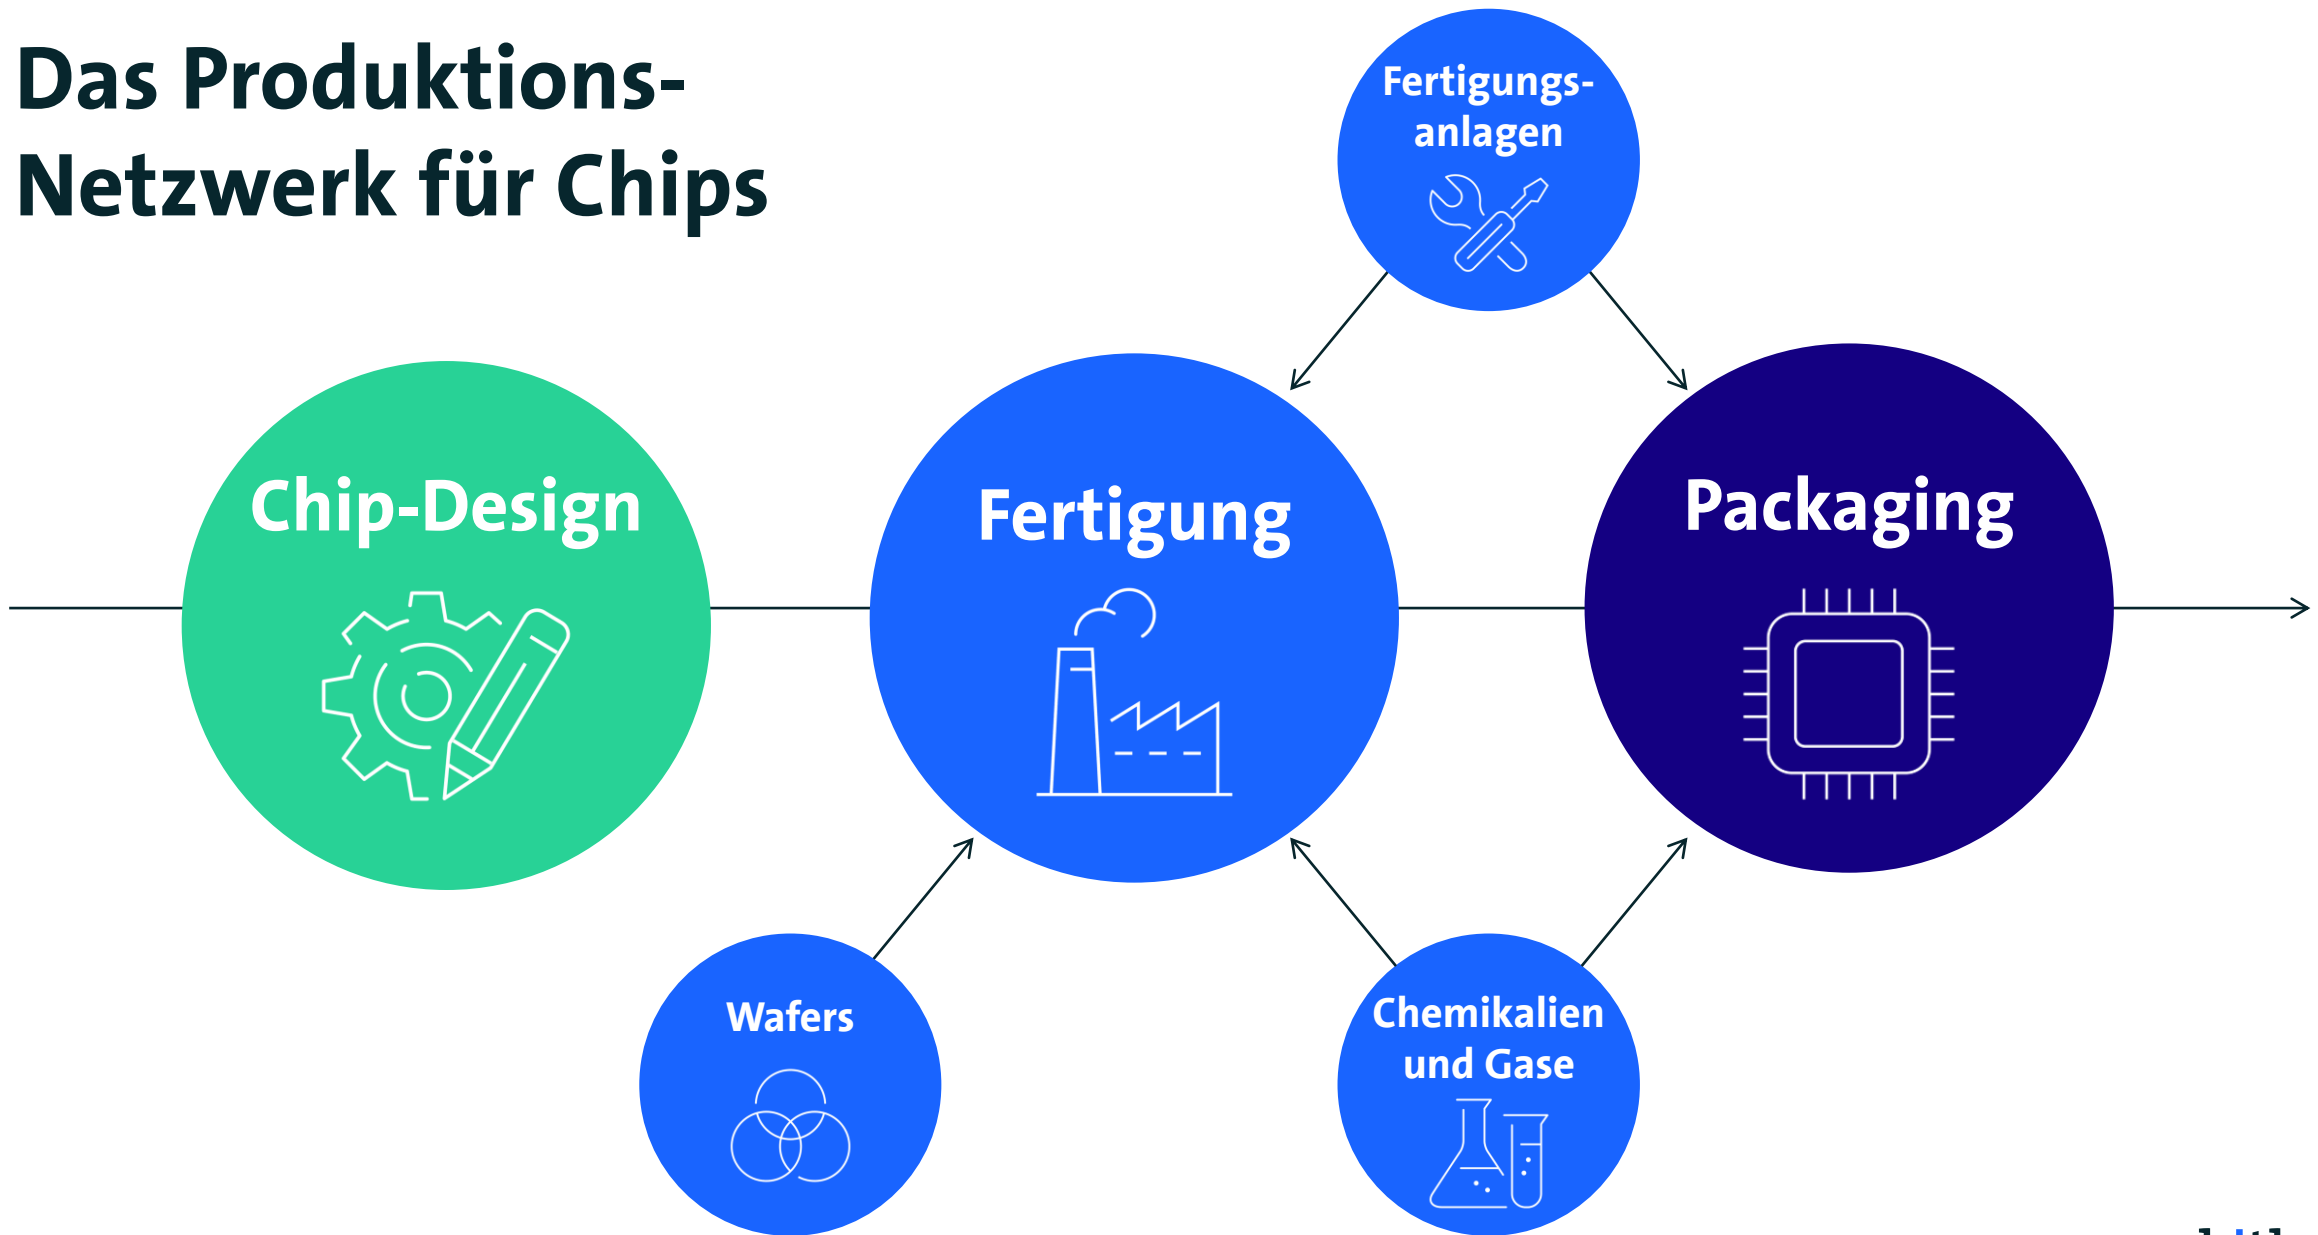 Das Produktions-
Netzwerk für Chips
Fertigungs-
anlagen
Chip-Design
Fertigung
Packaging
Wafers
Chemikalien
und Gase